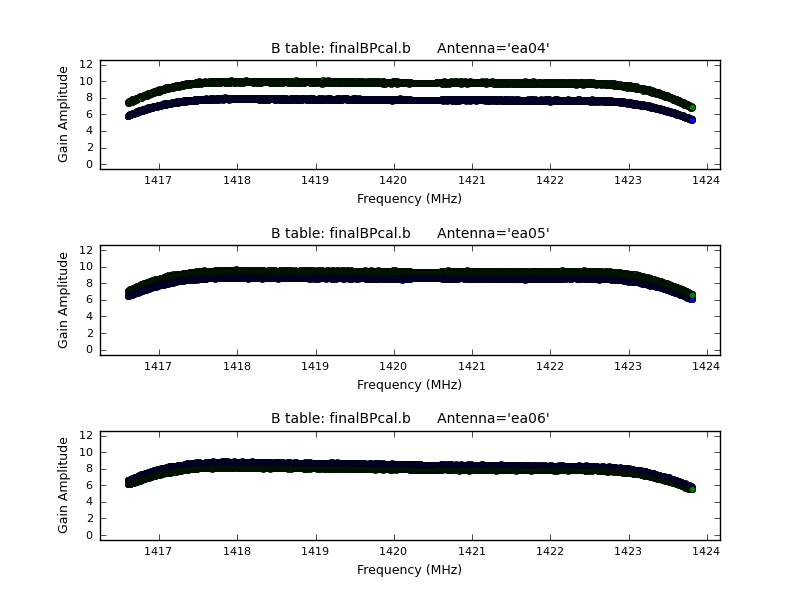 B table: finalBPcal.b Antenna='ea04'
12
10
8
6
4
2
0
Gain Amplitude
1417 1418 1419 1420 1421 1422 1423 1424
Frequency (MHz)
B table: finalBPcal.b Antenna='ea05'
12
10
8
6
4
2
0
Gain Amplitude
1417 1418 1419 1420 1421 1422 1423 1424
Frequency (MHz)
B table: finalBPcal.b Antenna='ea06'
12
10
8
6
4
2
0
Gain Amplitude
1417 1418 1419 1420 1421 1422 1423 1424
Frequency (MHz)